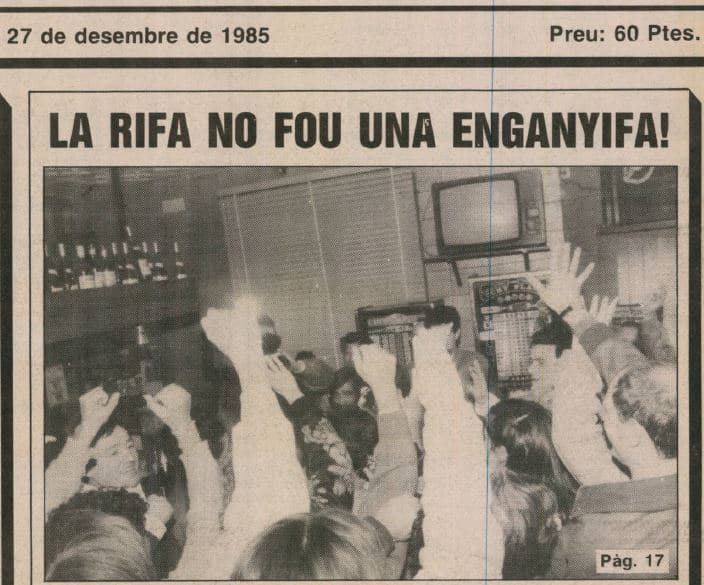 27 de desembre de 1985
Preu: 60 Ptes.
LA RIFA NO FOU UNA ENGANYIFA!
Pàg. 17